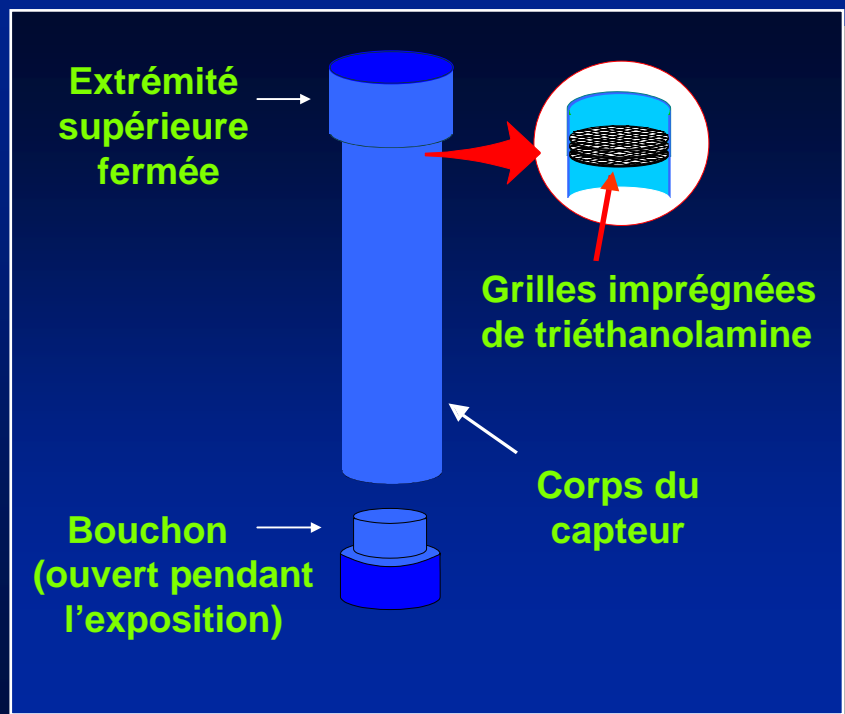 Extrémité
supérieure
fermée
Grilles imprégnées
de triéthanolamine
Corps du
capteur
Bouchon
(ouvert pendant
l’exposition)